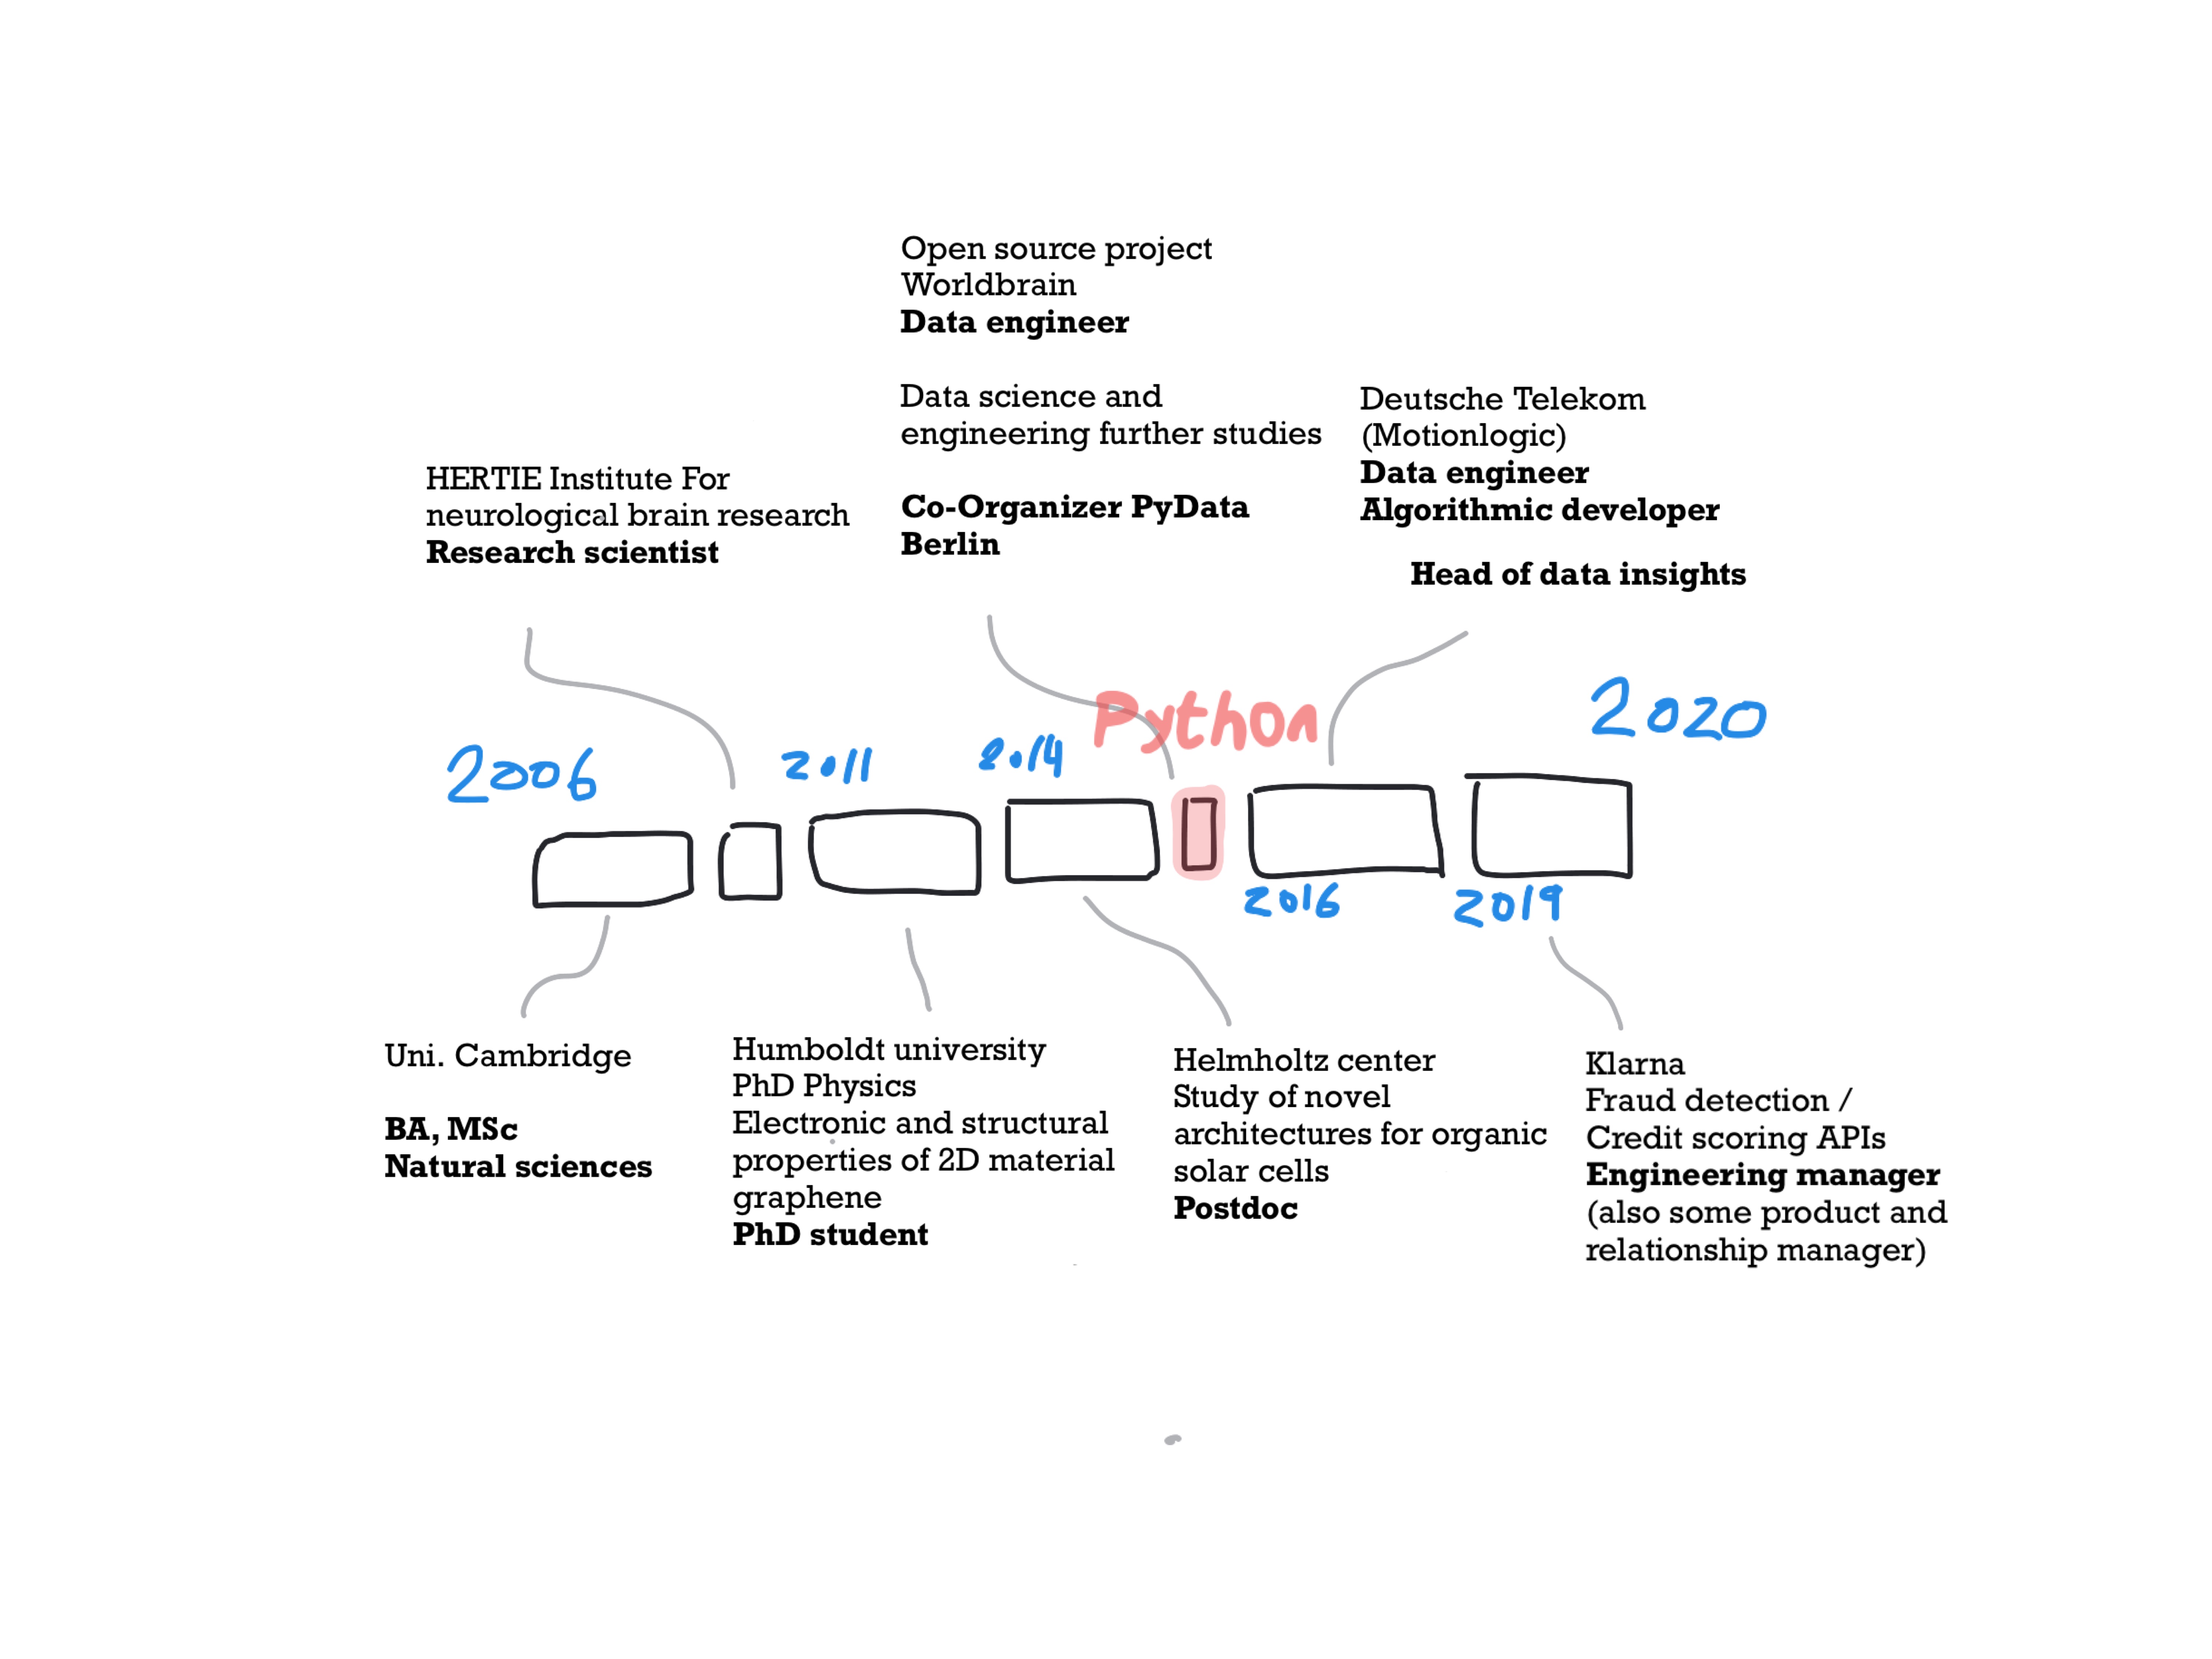 Open source project
Worldbrain
Data engineer
Data science and
engineering further studies
Co-Organizer PyData
Berlin
Deutsche Telekom
(Motionlogic)
Data engineer
Algorithmic developer
Head of data insights
HERTIE Institute For
neurological brain research
Research scientist
2006
2011
2014
Python
2020
2016
2019
Uni. Cambridge
BA, MSc
Natural sciences
Humboldt university
PhD Physics
Electronic and structural
properties of 2D material
graphene
PhD student
Helmholtz center
Study of novel
architectures for organic
solar cells
Postdoc
Klarna
Fraud detection /
Credit scoring APIs
Engineering manager
(also some product and
relationship manager)